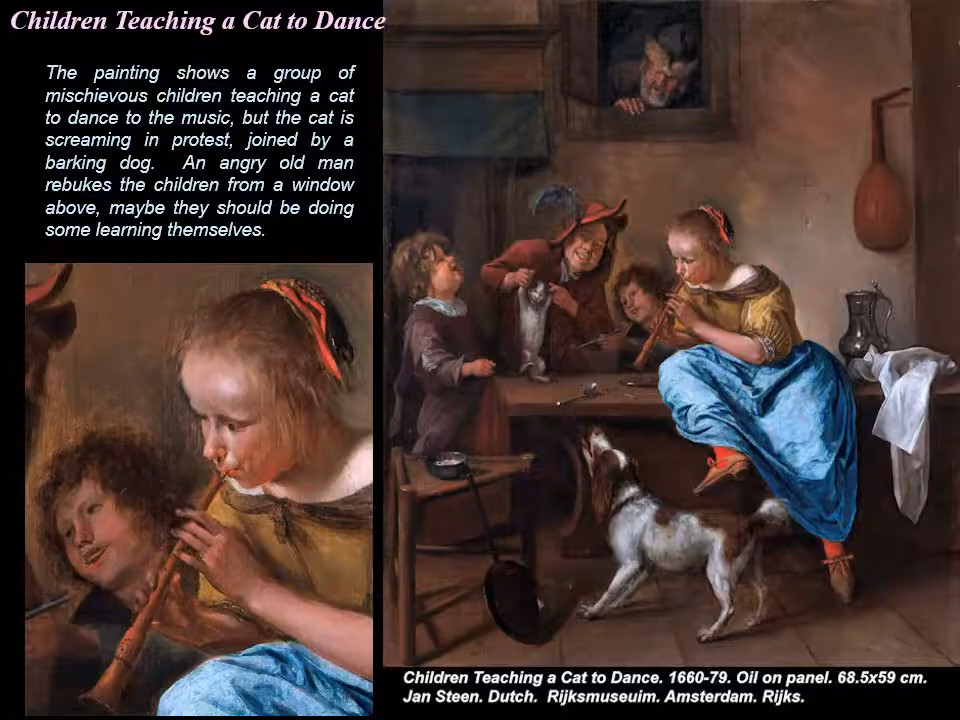 Children Teaching a Cat to Dance
The painting shows a group of
mischievous children teaching a cat
to dance to the music, but the cat is
screaming in protest, joined by a
barking dog. An angry old man
rebukes the children from a window
above, maybe they should be doing
some learning themselves.
Children Teaching a Cat to Dance. 1660-79. Oil on panel. 68.5x59 cm.
Jan Steen. Dutch. Rijksmuseuim. Amsterdam. Rijks.